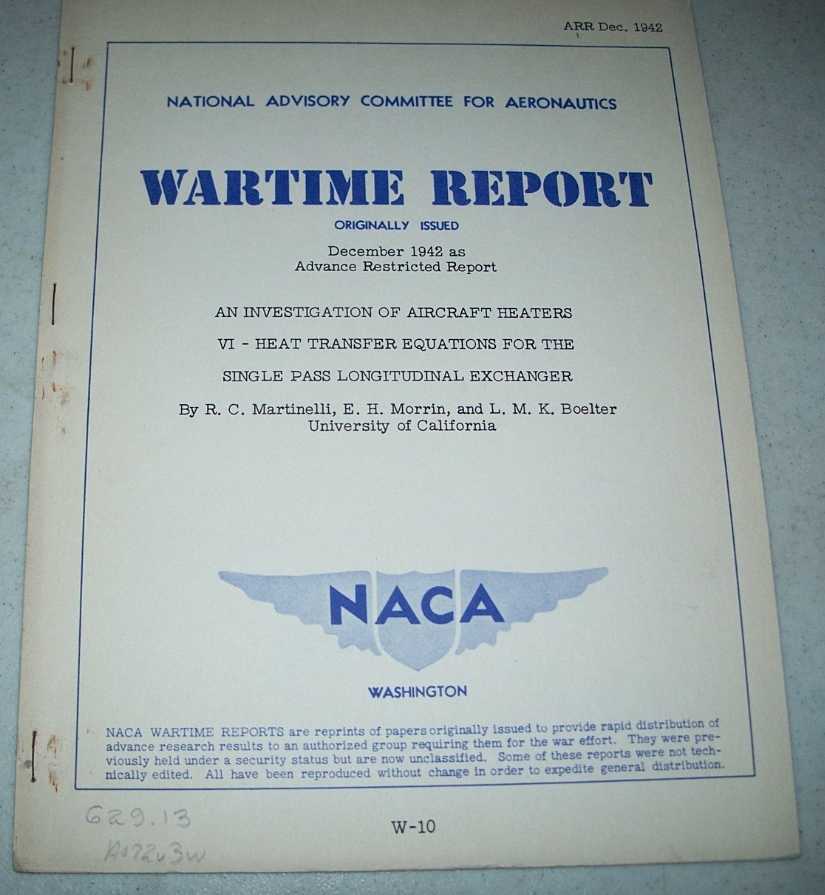 ARR Dec. 1942
NATIONAL ADVISORY COMMITTEE FOR AERONAUTICS
WARTIME REPORT
ORIGINALLY ISSUED
December 1942 as
Advance Restricted Report
AN INVESTIGATION OF AIRCRAFT HEATERS
VI - HEAT TRANSFER EQUATIONS FOR THE
SINGLE PASS LONGITUDINAL EXCHANGER
By R. C. Martinelli, E. H. Morrin, and L. M. K. Boelter
University of California
NACA
WASHINGTON
NACA WARTIME REPORTS are reprints of papers originally issued to provide rapid distribution of
advance research results to an authorized group requiring them for the war effort. They were pre-
viously held under a security status but are now unclassified. Some of these reports were not tech-
nically edited. All have been reproduced without change in order to expedite general distribution.
W-10
629.13